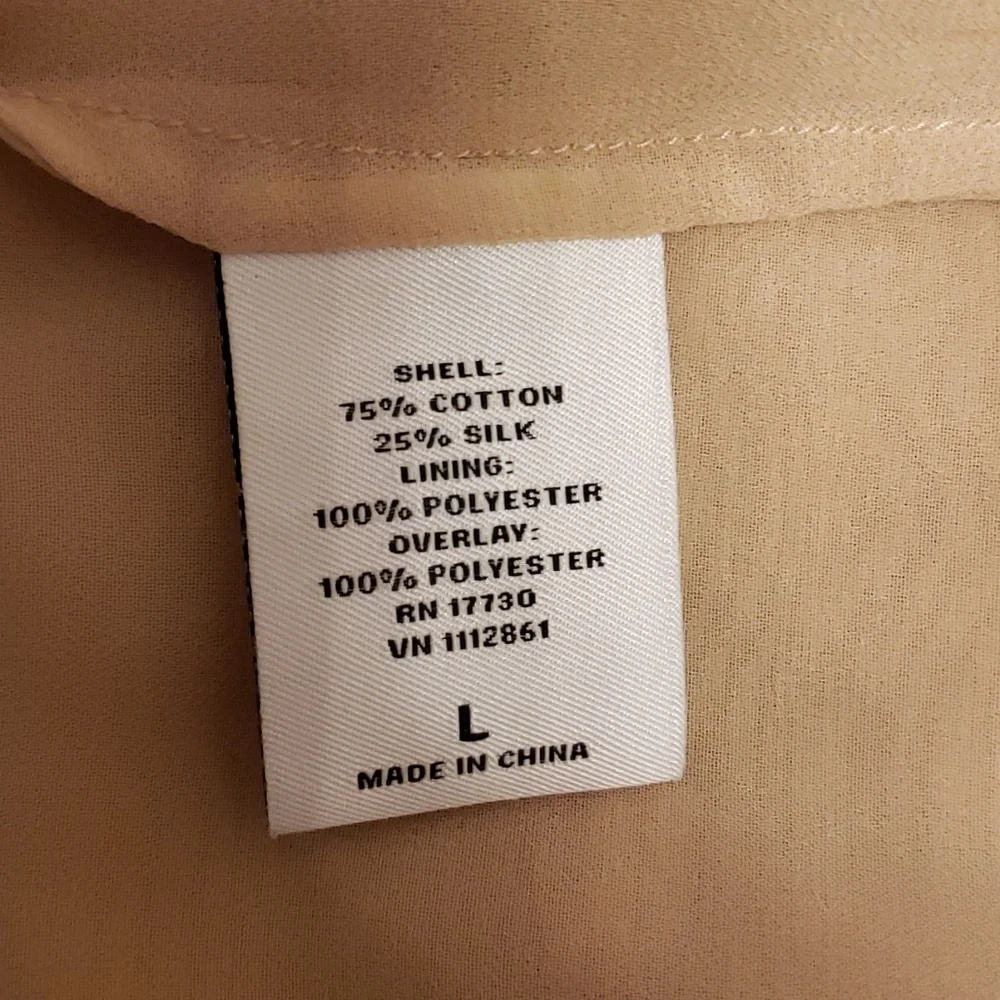 SHELL:
75% COTTON
25% SILK
LINING:
100% POLYESTER
OVERLAY:
100% POLYESTER
RN 17730
VN 1112861
L
MADE IN CHINA